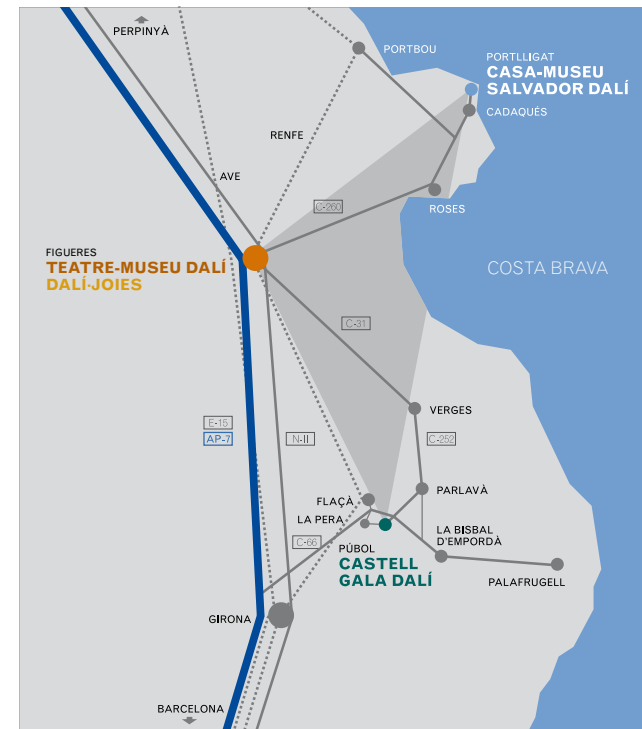 PERPINYÀ
PORTBOU
PORTLLIGAT
CASA-MUSEU
SALVADOR DALÍ
CADAQUÉS
RENFE
AVE
C-260
ROSES
FIGUERES
TEATRE-MUSEU DALÍ
DALÍ·JOIES
COSTA BRAVA
C-31
VERGES
E-15
AP-7
N-II
C-252
FLAÇÀ
PARLAVÀ
LA PERA
C-66
LA BISBAL
D'EMPORDÀ
PÚBOL
CASTELL
GALA DALÍ
PALAFRUGELL
GIRONA
BARCELONA